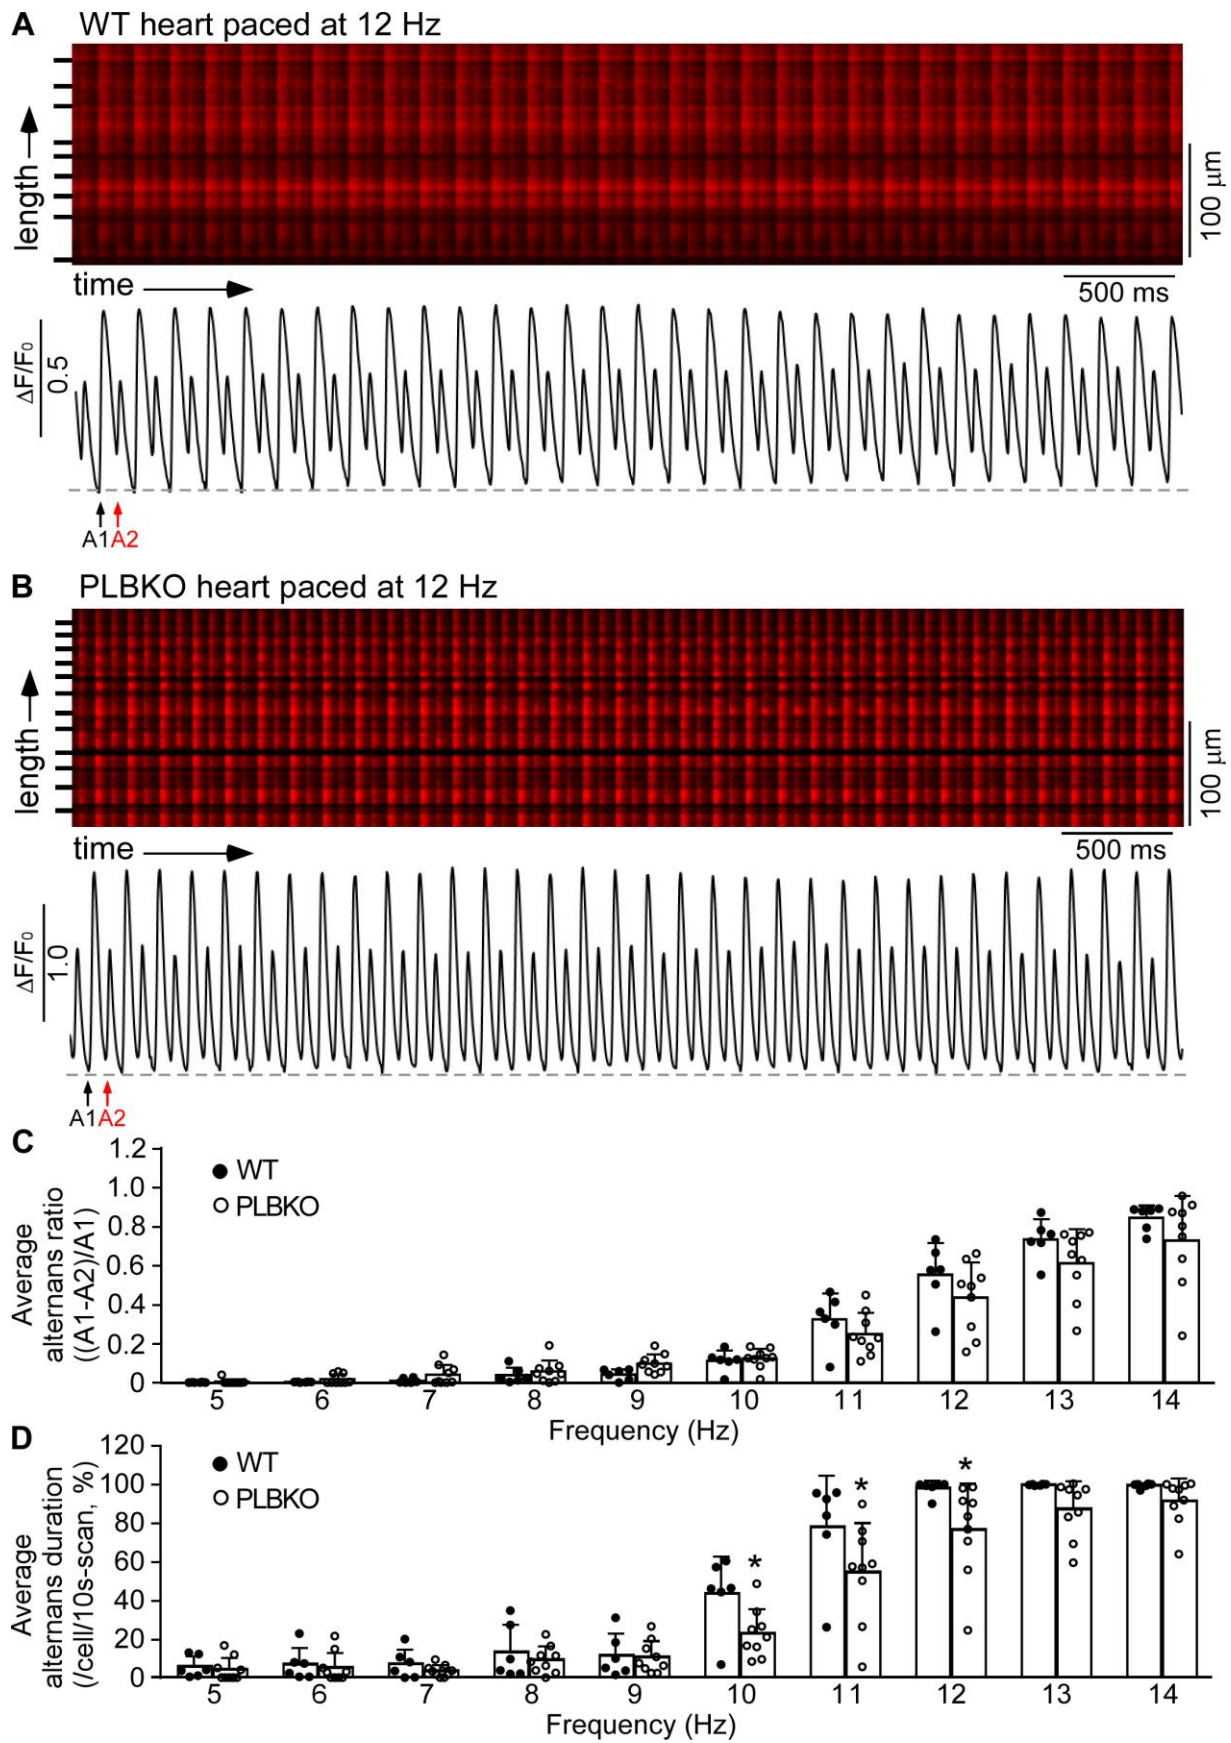 A WT heart paced at 12 Hz
length
100 μm
time
500 ms
ΔF/F₀
0.5
A1 A2
B PLBKO heart paced at 12 Hz
length
100 μm
time
500 ms
ΔF/F₀
1.0
A1 A2
C
Average
alternans ratio
((A1-A2)/A1)
1.2
1.0
0.8
0.6
0.4
0.2
0
WT
PLBKO
5 6 7 8 9 10 11 12 13 14
Frequency (Hz)
D
Average
alternans duration
(/cell/10s-scan, %)
120
100
80
60
40
20
0
WT
PLBKO
* * *
5 6 7 8 9 10 11 12 13 14
Frequency (Hz)